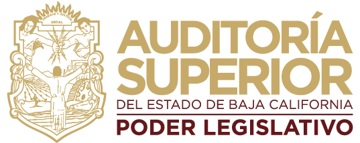 AUDITORÍA
SUPERIOR
DEL ESTADO DE BAJA CALIFORNIA
PODER LEGISLATIVO